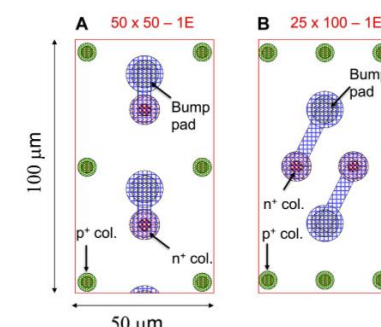 A 50 x 50 – 1E
Bump
pad
p⁺ col.
n⁺ col.
100 µm
50 µm
B 25 x 100 – 1E
Bump
pad
n⁺ col.
p⁺ col.